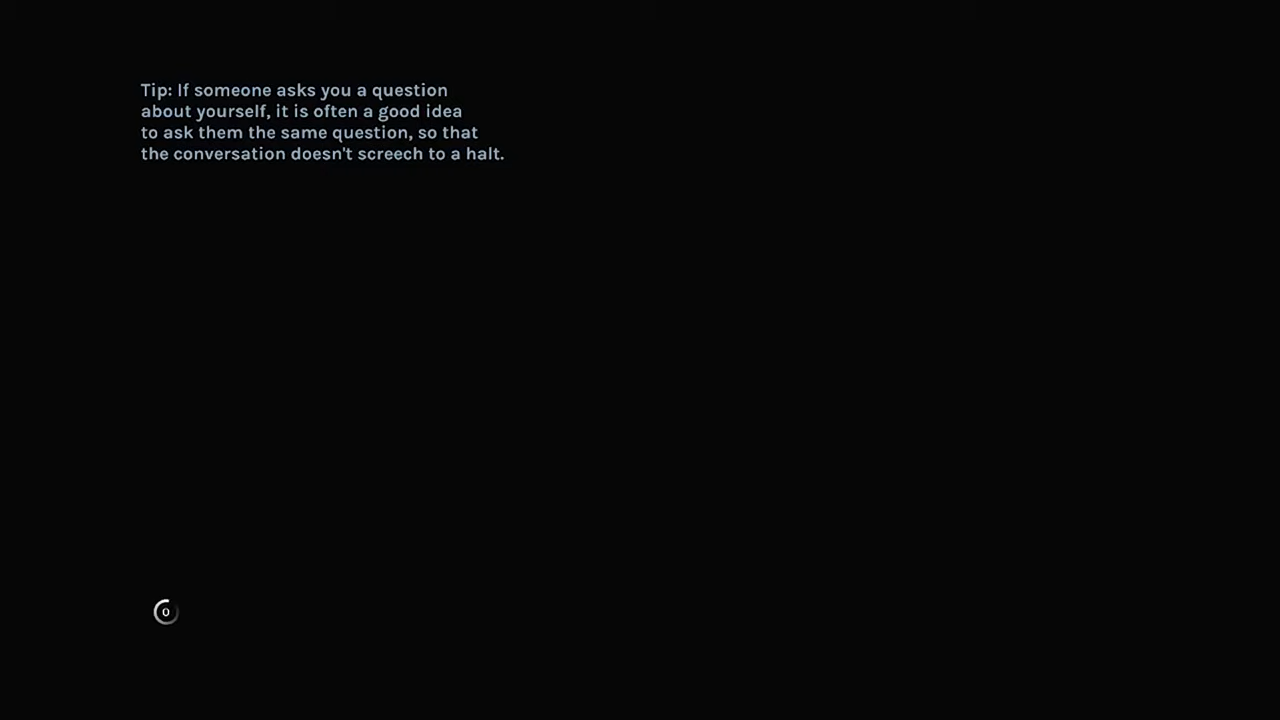 Tip: If someone asks you a question
about yourself, it is often a good idea
to ask them the same question, so that
the conversation doesn't screech to a halt.
0